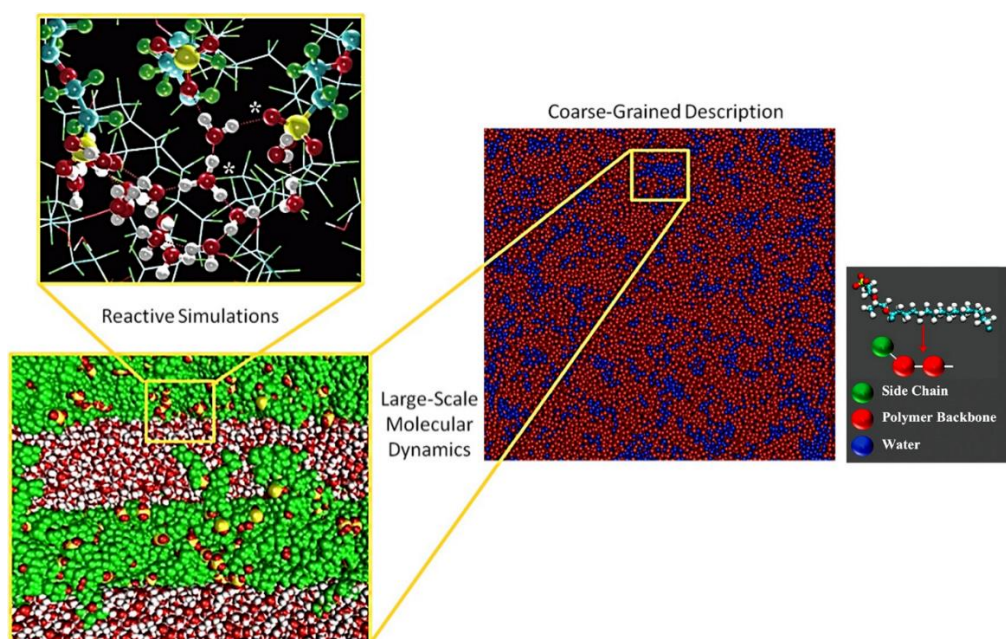 Coarse-Grained Description
Reactive Simulations
Large-Scale
Molecular
Dynamics
Side Chain
Polymer Backbone
Water
*
*